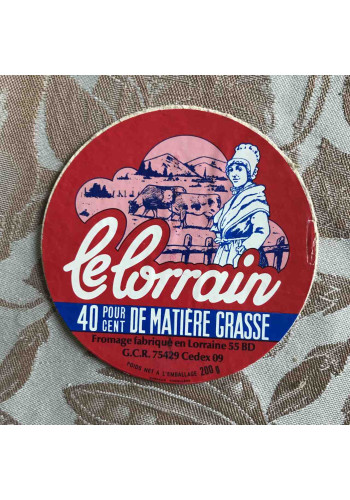 le lorrain
40 POUR CENT DE MATIÈRE GRASSE
Fromage fabriqué en Lorraine 55 BD
G.C.R. 75429 Cedex 09
POIDS NET A L'EMBALLAGE 200 g